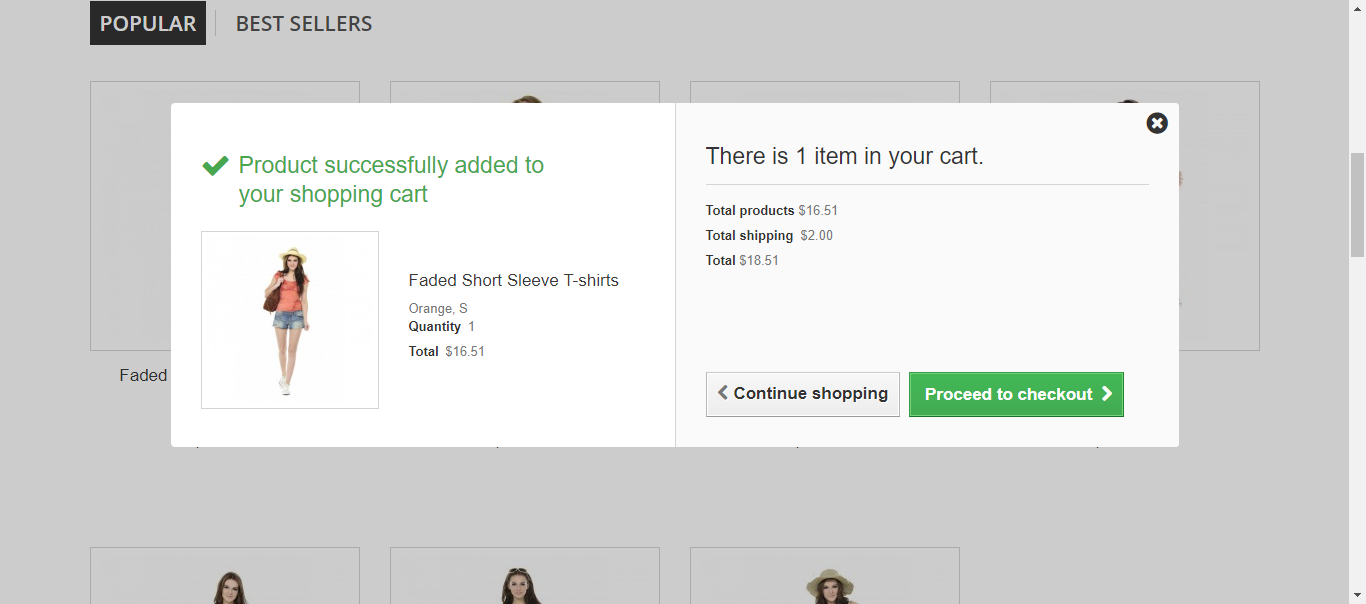 POPULAR
BEST SELLERS
Product successfully added to
your shopping cart
Faded Short Sleeve T-shirts
Orange, S
Quantity 1
Total $16.51
There is 1 item in your cart.
Total products $16.51
Total shipping $2.00
Total $18.51
Continue shopping
Proceed to checkout
Faded